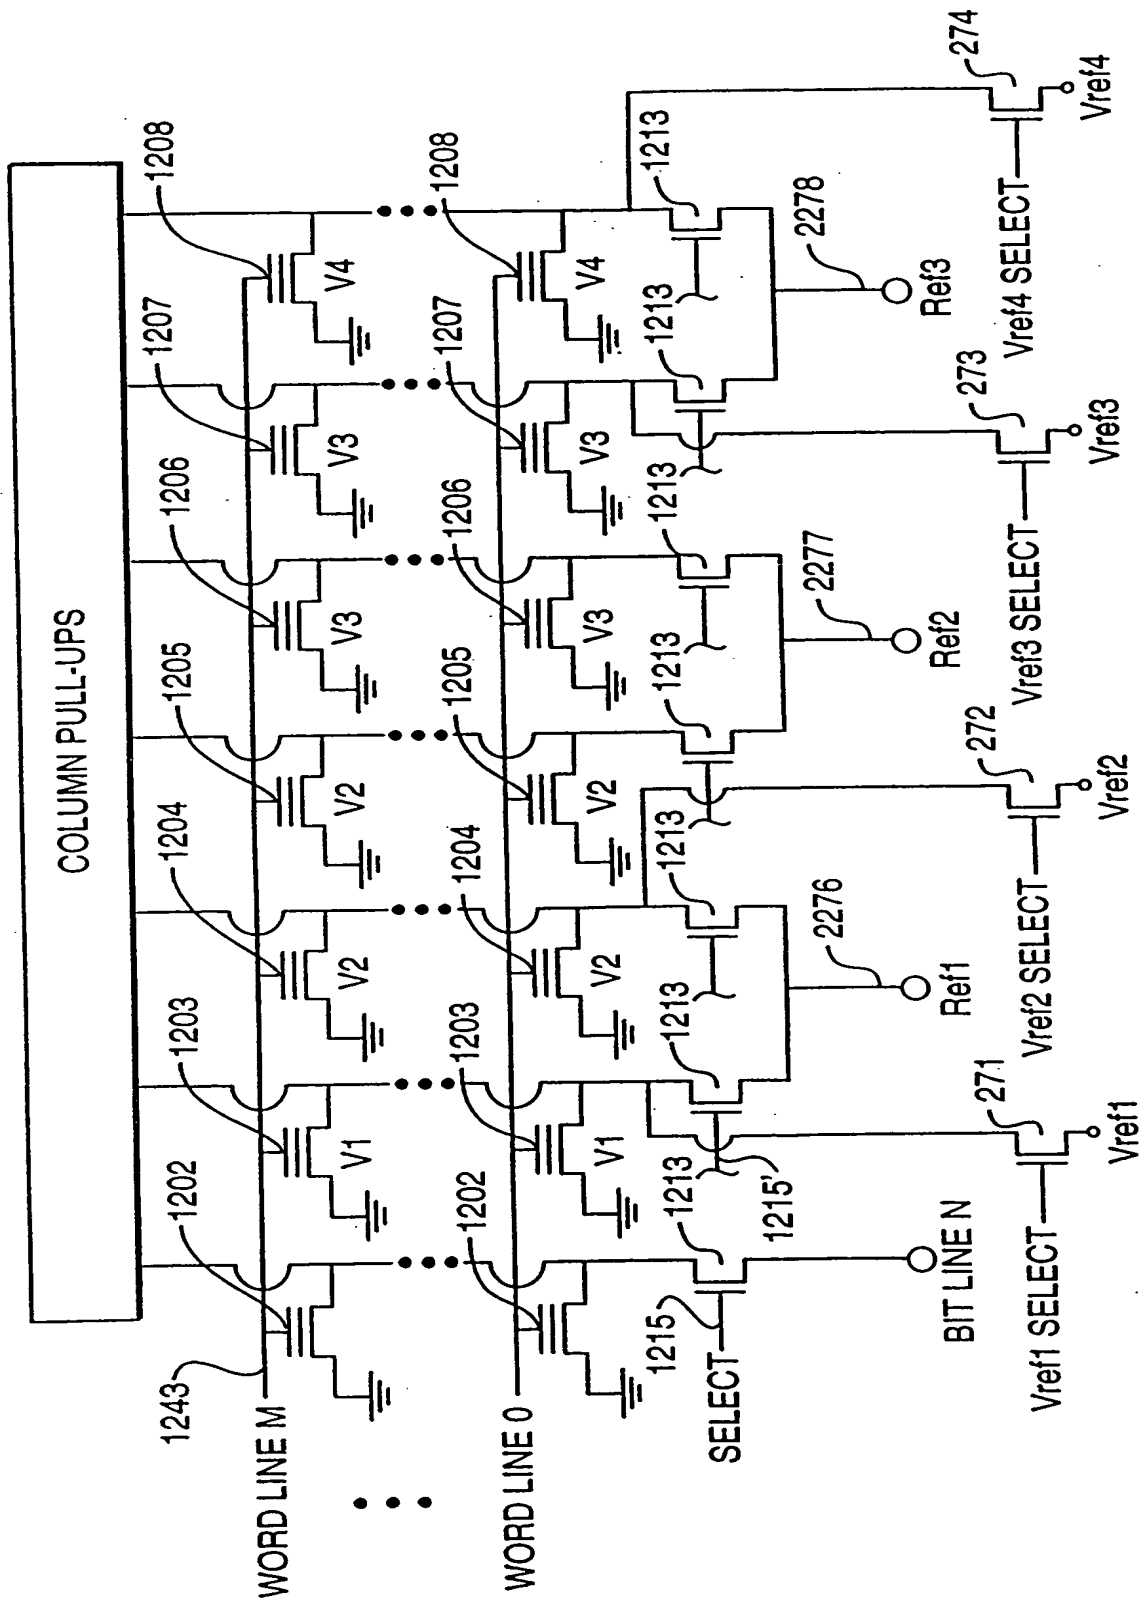 COLUMN PULL-UPS
1243
1202
1203
1204
1205
1206
1207
1208
WORD LINE M
V1
V2
V2
V3
V3
V4
1202
1203
1204
1205
1206
1207
1208
WORD LINE 0
V1
V2
V2
V3
V3
V4
1215
1213
1213
1213
1213
1213
1213
1213
SELECT
1215'
2276
2277
2278
BIT LINE N
Ref1
Ref2
Ref3
271
272
273
274
Vref1 SELECT
Vref2 SELECT
Vref3 SELECT
Vref4 SELECT
Vref1
Vref2
Vref3
Vref4